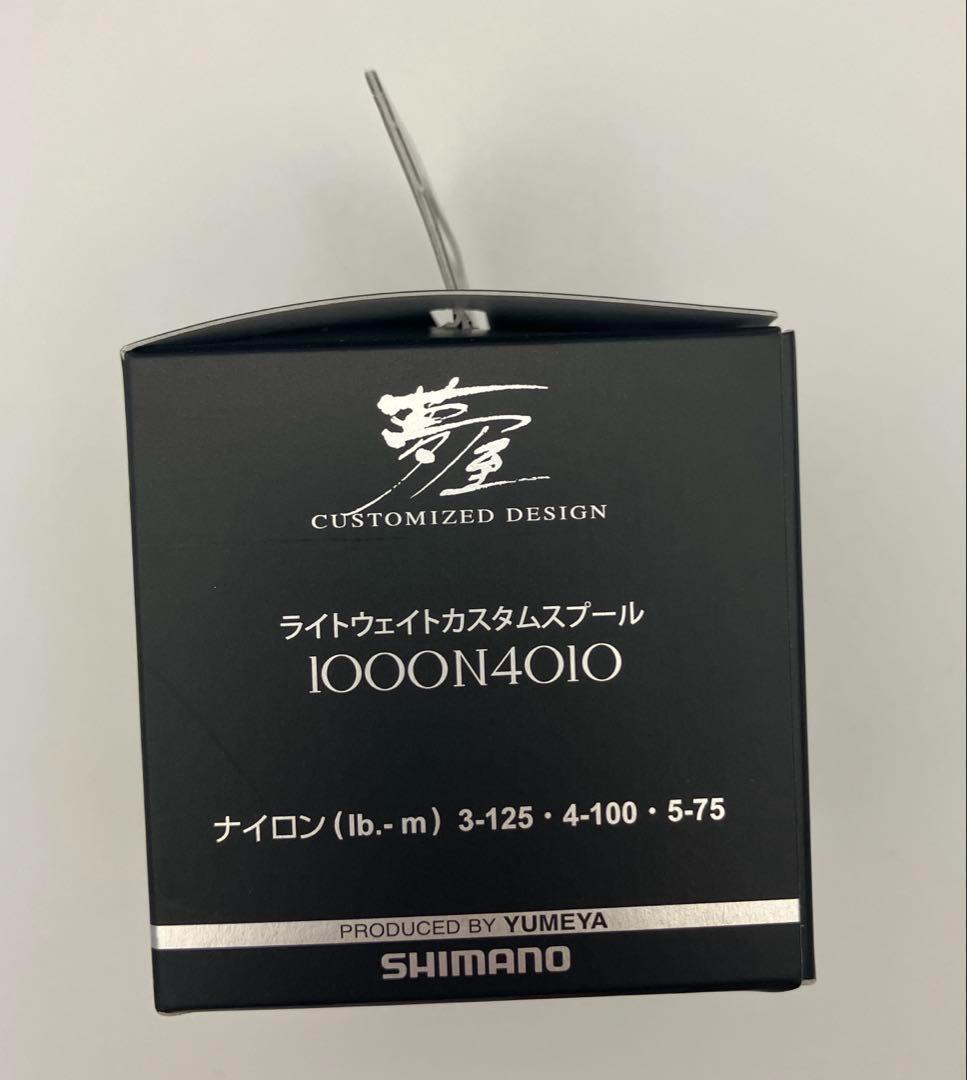 夢屋
CUSTOMIZED DESIGN
ライトウェイトカスタムスプール
1000N4010
ナイロン(lb.-m) 3-125・4-100・5-75
PRODUCED BY YUMEYA
SHIMANO